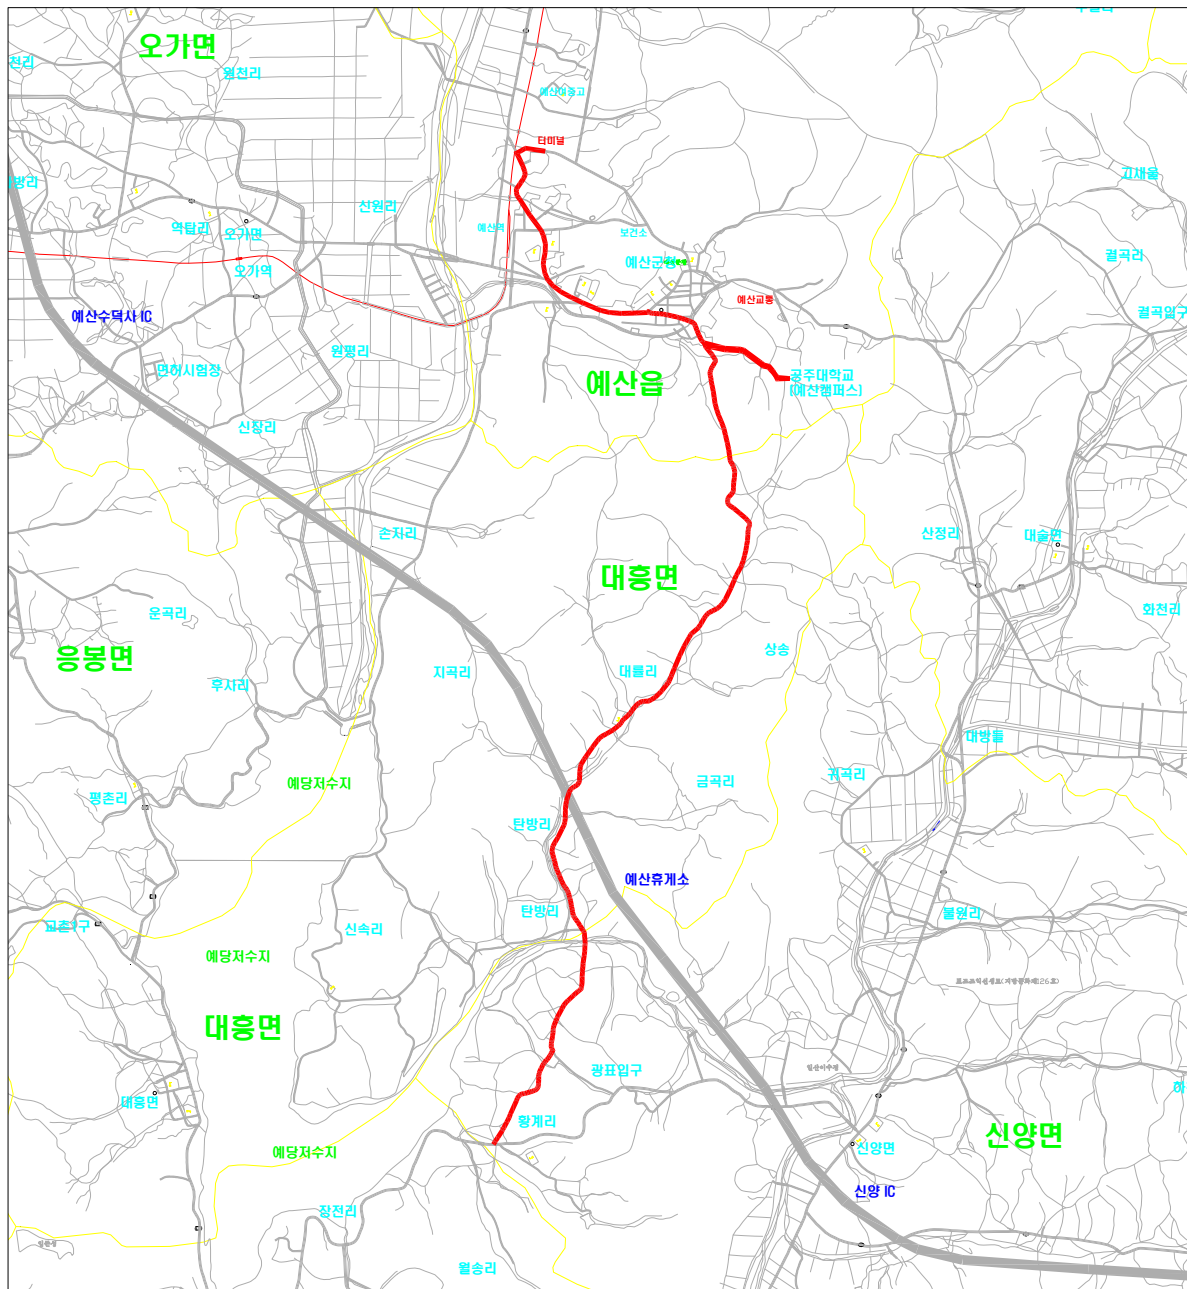 오가면
원천리
천리
예산여중고
터미널
방리
고새울
신원리
역탑리
오가면
예산역
보건소
예산군청
오가역
결곡리
예산교통
예산수덕사 IC
결곡입구
원평리
면허시험장
예산읍
공주대학교
[예산캠퍼스]
신장리
손지리
산정리
대술면
대흥면
운곡리
화천리
응봉면
지곡리
대률리
상송
후사리
대방들
예당저수지
평촌리
금곡리
귀곡리
탄방리
예산휴게소
탄방리
불원리
교촌1구
신속리
예당저수지
대흥면
광표입구
대흥면
황계리
하
신양면
예당저수지
신양면
신양 IC
장전리
월송리